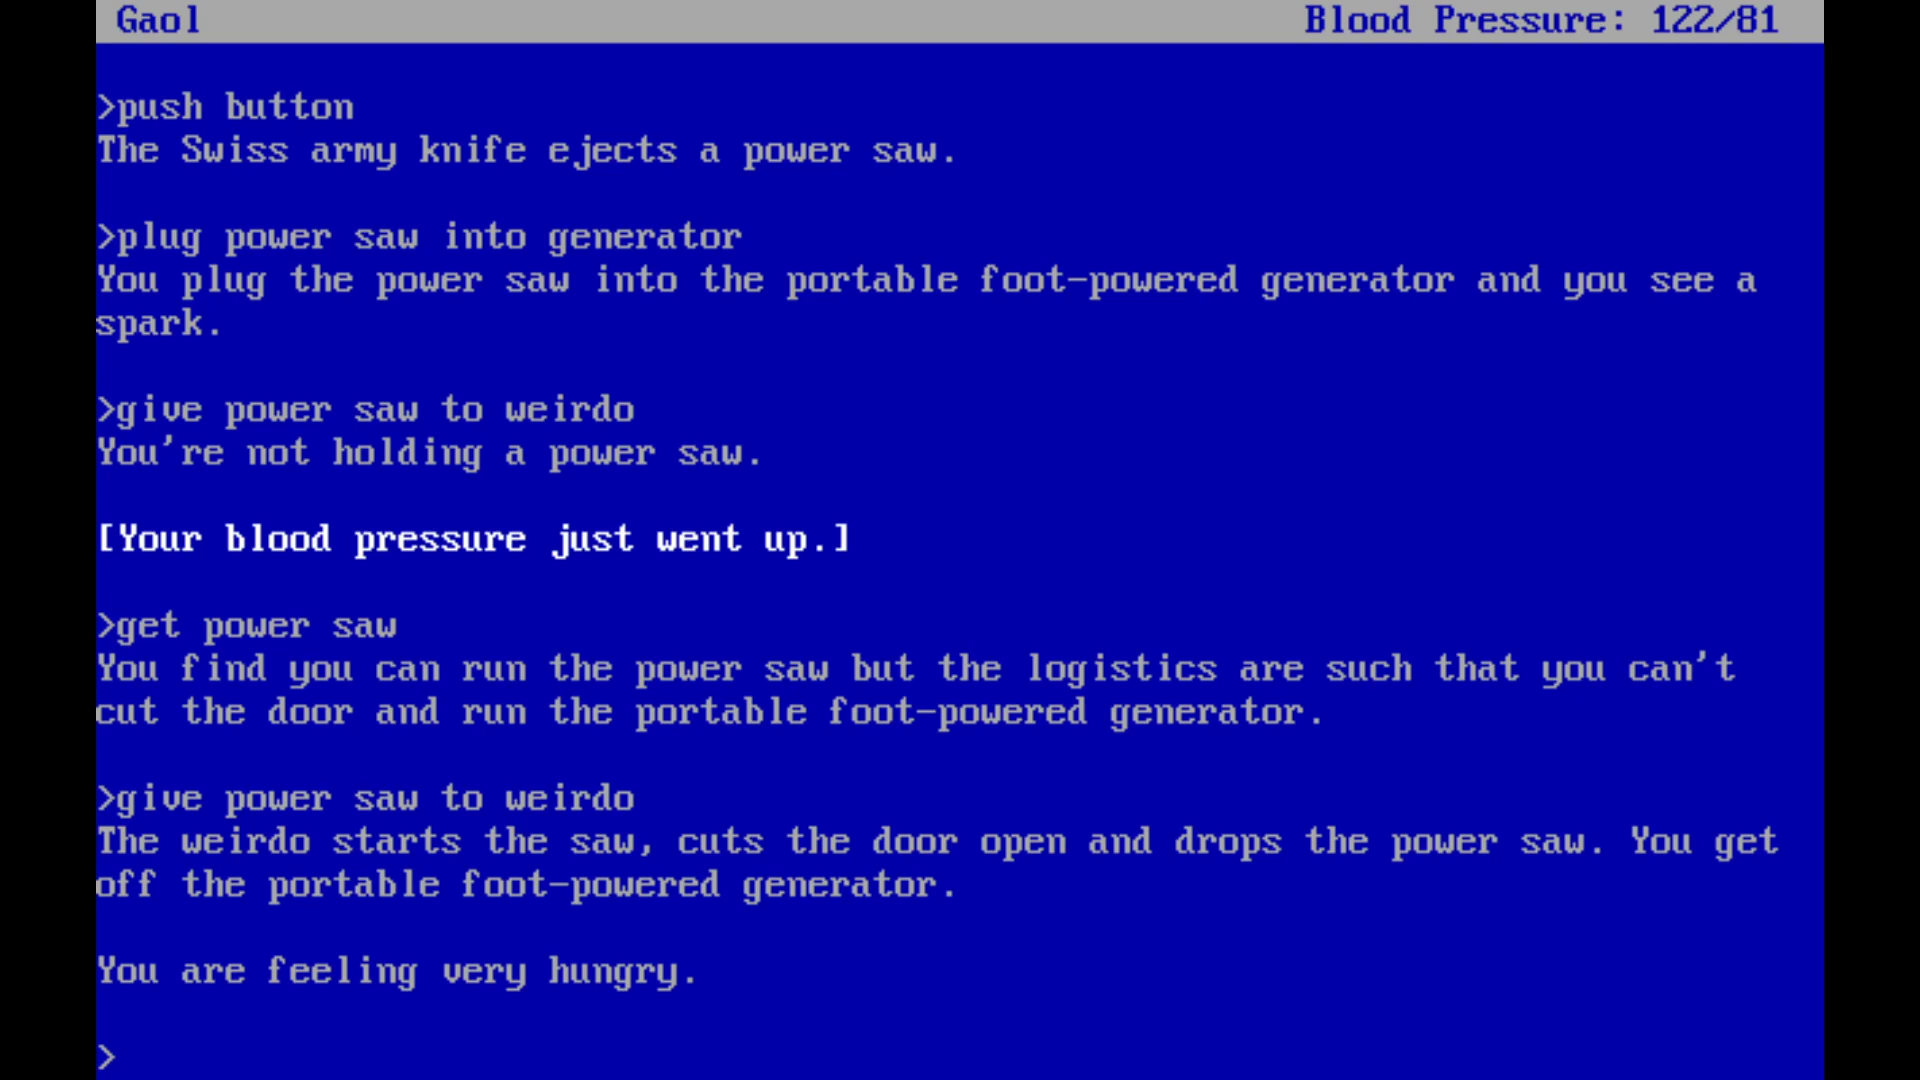 Gaol Blood Pressure: 122/81
>push button
The Swiss army knife ejects a power saw.
>plug power saw into generator
You plug the power saw into the portable foot-powered generator and you see a
spark.
>give power saw to weirdo
You're not holding a power saw.
[Your blood pressure just went up.]
>get power saw
You find you can run the power saw but the logistics are such that you can't
cut the door and run the portable foot-powered generator.
>give power saw to weirdo
The weirdo starts the saw, cuts the door open and drops the power saw. You get
off the portable foot-powered generator.
You are feeling very hungry.
>